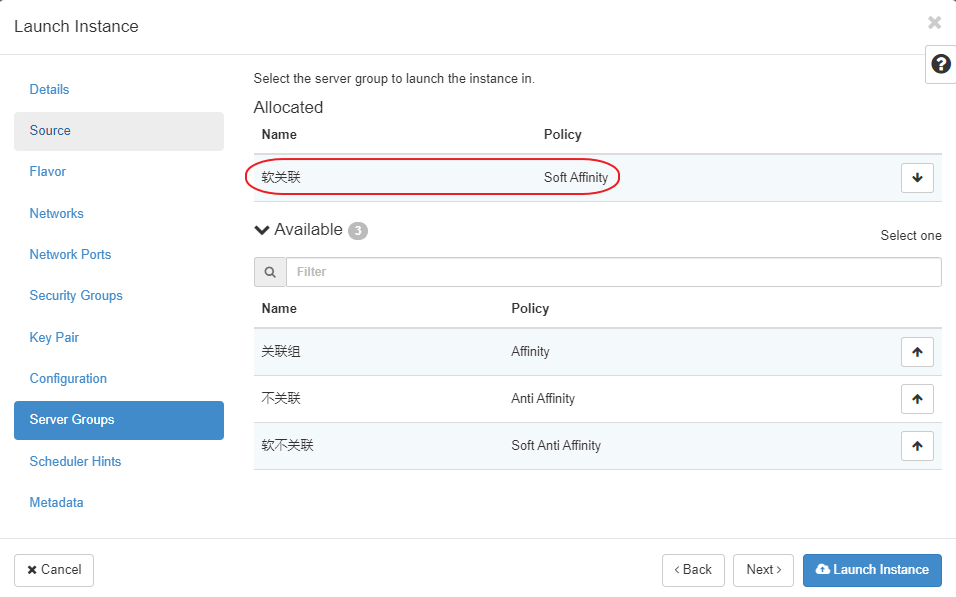 Launch Instance
Details
Source
Flavor
Networks
Network Ports
Security Groups
Key Pair
Configuration
Server Groups
Scheduler Hints
Metadata
Select the server group to launch the instance in.
Allocated
Name Policy
软关联 Soft Affinity
Available 3
Select one
Filter
Name Policy
关联组 Affinity
不关联 Anti Affinity
软不关联 Soft Anti Affinity
Cancel
< Back
Next >
Launch Instance